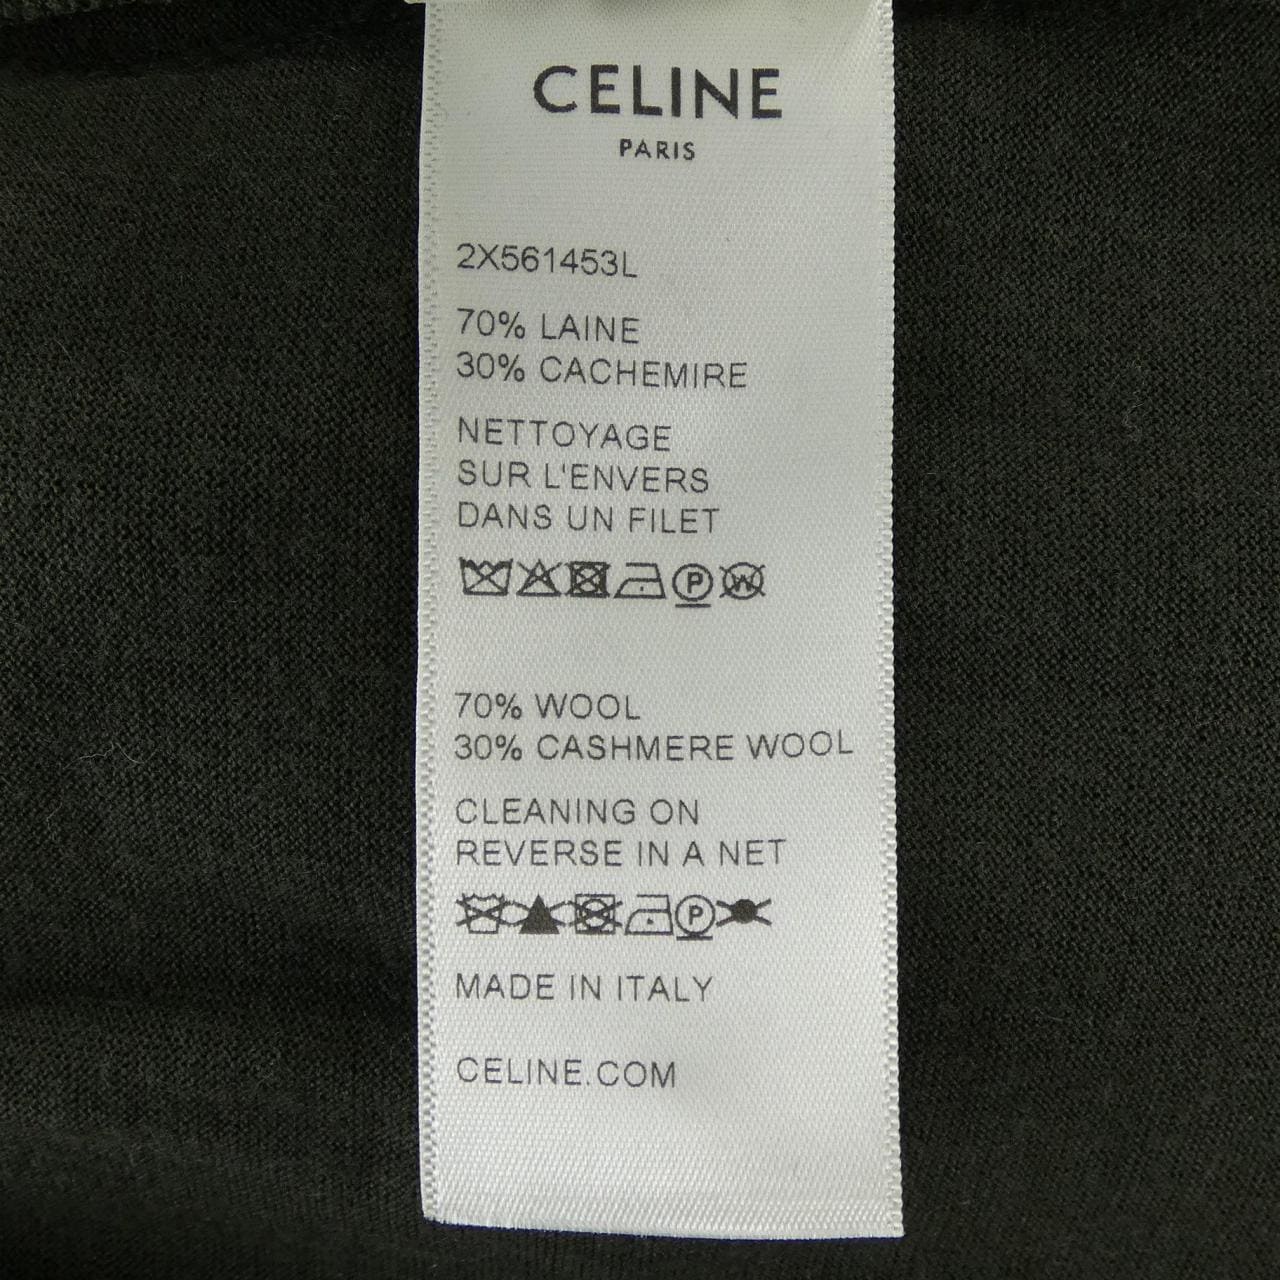 CELINE
PARIS
2X561453L
70% LAINE
30% CACHEMIRE
NETTOYAGE
SUR L'ENVERS
DANS UN FILET
P W
70% WOOL
30% CASHMERE WOOL
CLEANING ON
REVERSE IN A NET
P
MADE IN ITALY
CELINE.COM